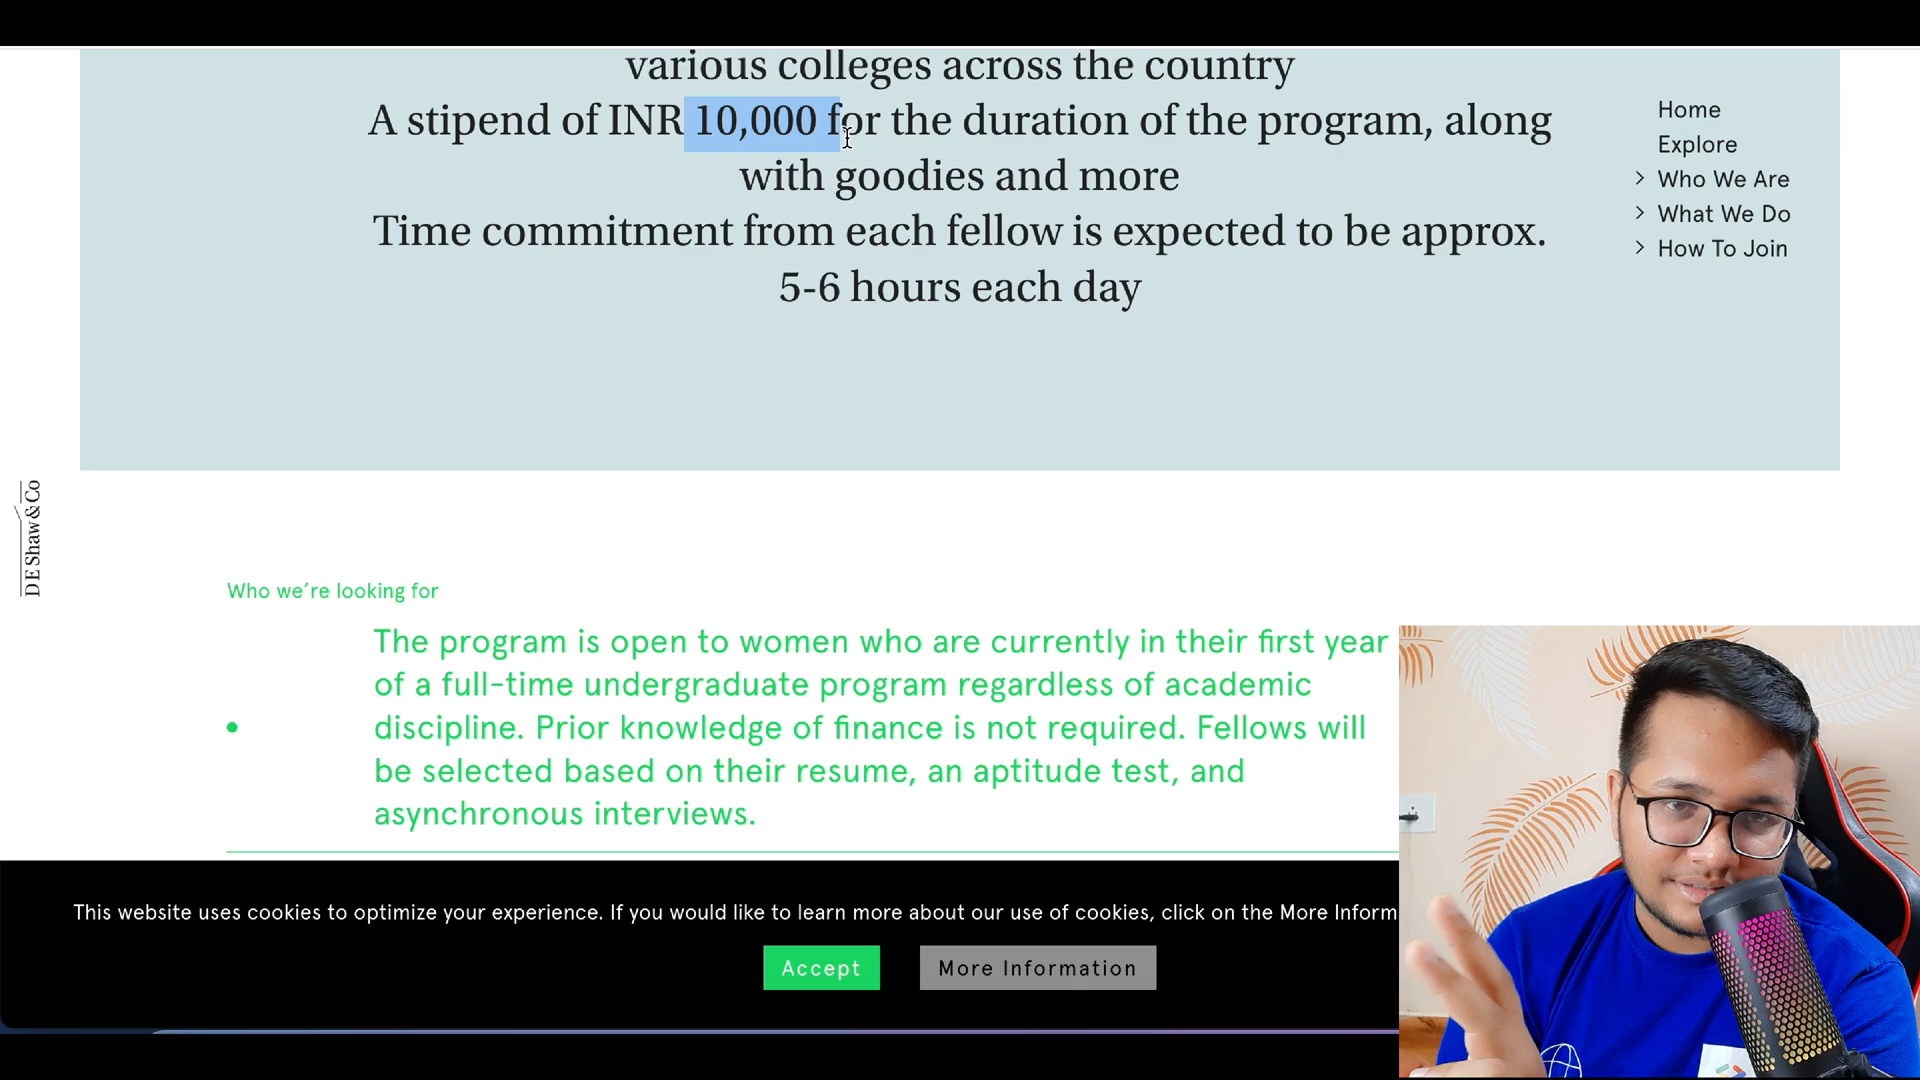 various colleges across the country
A stipend of INR 10,000 for the duration of the program, along
with goodies and more
Time commitment from each fellow is expected to be approx.
5-6 hours each day
Home
Explore
Who We Are
What We Do
How To Join
DE Shaw & Co
Who we're looking for
The program is open to women who are currently in their first year
of a full-time undergraduate program regardless of academic
discipline. Prior knowledge of finance is not required. Fellows will
be selected based on their resume, an aptitude test, and
asynchronous interviews.
This website uses cookies to optimize your experience. If you would like to learn more about our use of cookies, click on the More Inform
Accept
More Information